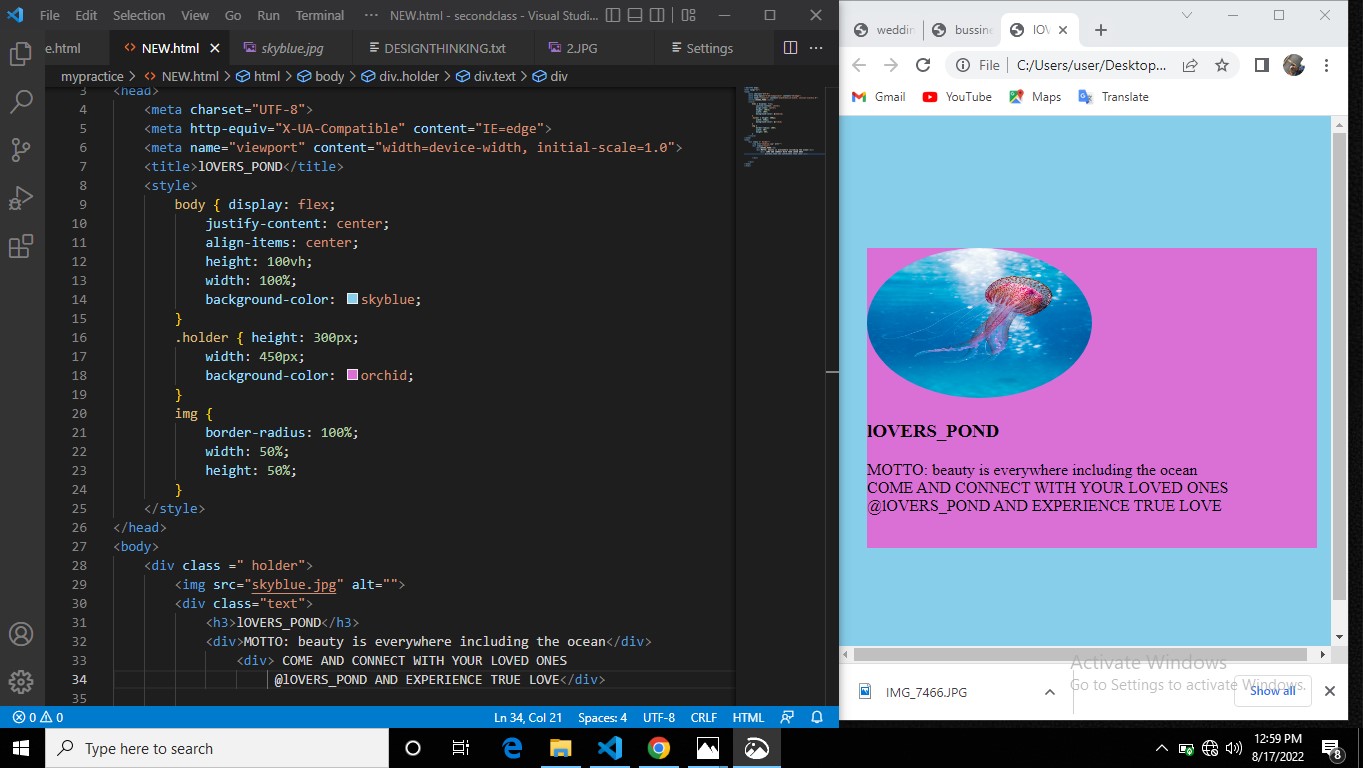 File Edit Selection View Go Run Terminal ··· NEW.html - secondclass - Visual Studi...
e.html NEW.html skyblue.jpg DESIGNTHINKING.txt 2.JPG Settings
mypractice > NEW.html > html > body > div..holder > div.text > div
3 <head>
4 <meta charset="UTF-8">
5 <meta http-equiv="X-UA-Compatible" content="IE=edge">
6 <meta name="viewport" content="width=device-width, initial-scale=1.0">
7 <title>lOVERS_POND</title>
8 <style>
9 body { display: flex;
10 justify-content: center;
11 align-items: center;
12 height: 100vh;
13 width: 100%;
14 background-color: skyblue;
15 }
16 .holder { height: 300px;
17 width: 450px;
18 background-color: orchid;
19 }
20 img {
21 border-radius: 100%;
22 width: 50%;
23 height: 50%;
24 }
25 </style>
26 </head>
27 <body>
28 <div class =" holder">
29 <img src="skyblue.jpg" alt="">
30 <div class="text">
31 <h3>lOVERS_POND</h3>
32 <div>MOTTO: beauty is everywhere including the ocean</div>
33 <div> COME AND CONNECT WITH YOUR LOVED ONES
34 @lOVERS_POND AND EXPERIENCE TRUE LOVE</div>
35
0 0 Ln 34, Col 21 Spaces: 4 UTF-8 CRLF HTML
weddin bussine lOV
File C:/Users/user/Desktop...
Gmail YouTube Maps Translate
lOVERS_POND
MOTTO: beauty is everywhere including the ocean
COME AND CONNECT WITH YOUR LOVED ONES
@lOVERS_POND AND EXPERIENCE TRUE LOVE
Activate Windows
Go to Settings to activate Windows.
IMG_7466.JPG Show all
Type here to search
12:59 PM
8/17/2022
8